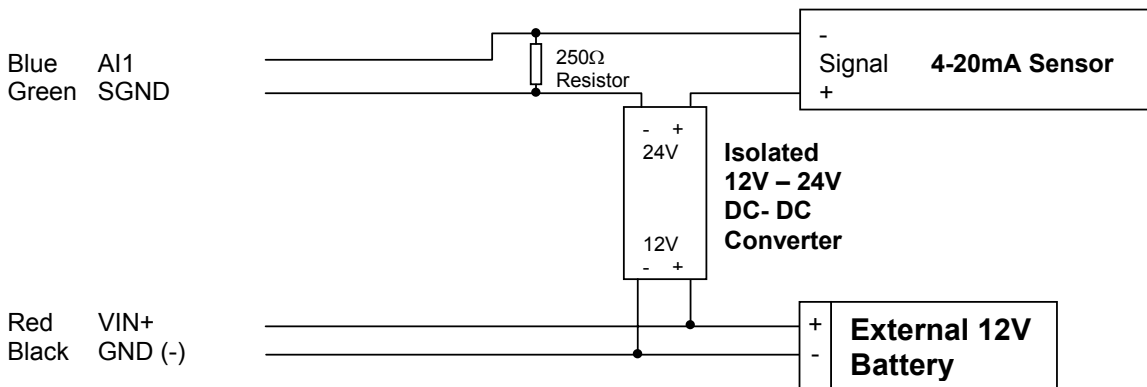 Blue AI1
Green SGND
250Ω
Resistor
-
Signal 4-20mA Sensor
+
- +
24V
12V
- +
Isolated
12V – 24V
DC- DC
Converter
Red VIN+
Black GND (-)
+
-
External 12V
Battery